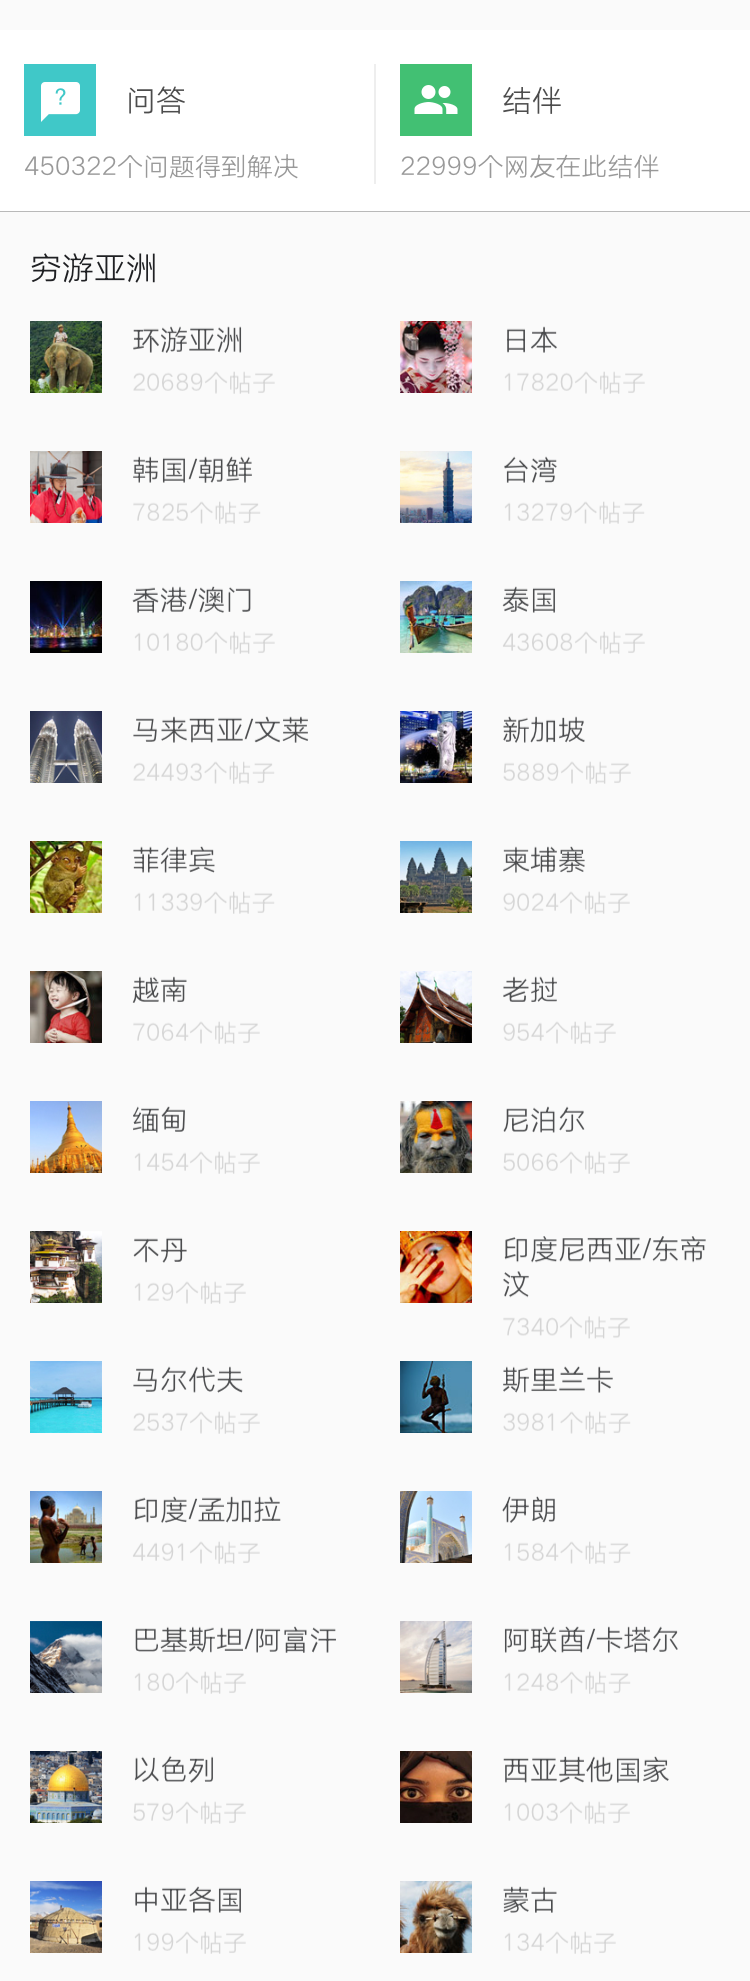 ?
问答
结伴
450322个问题得到解决
22999个网友在此结伴
穷游亚洲
环游亚洲
20689个帖子
日本
17820个帖子
韩国/朝鲜
7825个帖子
台湾
13279个帖子
香港/澳门
10180个帖子
泰国
43608个帖子
马来西亚/文莱
24493个帖子
新加坡
5889个帖子
菲律宾
11339个帖子
柬埔寨
9024个帖子
越南
7064个帖子
老挝
954个帖子
缅甸
1454个帖子
尼泊尔
5066个帖子
不丹
129个帖子
印度尼西亚/东帝
汶
7340个帖子
马尔代夫
2537个帖子
斯里兰卡
3981个帖子
印度/孟加拉
4491个帖子
伊朗
1584个帖子
巴基斯坦/阿富汗
180个帖子
阿联酋/卡塔尔
1248个帖子
以色列
579个帖子
西亚其他国家
1003个帖子
中亚各国
199个帖子
蒙古
134个帖子